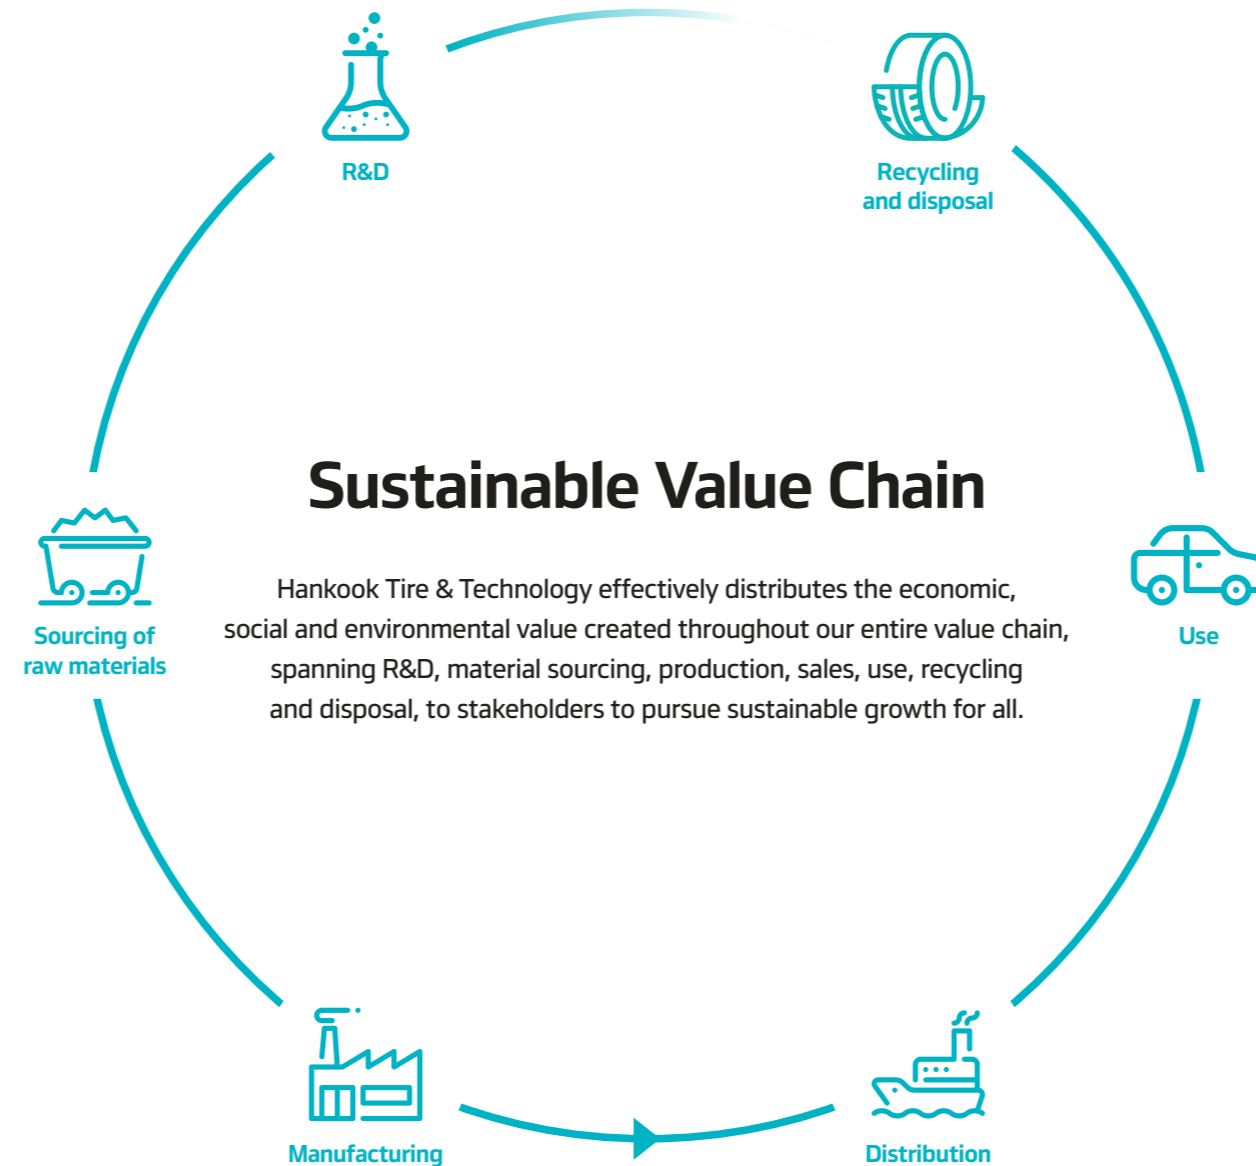 R&D
Recycling
and disposal
Sustainable Value Chain
Hankook Tire & Technology effectively distributes the economic,
social and environmental value created throughout our entire value chain,
spanning R&D, material sourcing, production, sales, use, recycling
and disposal, to stakeholders to pursue sustainable growth for all.
Sourcing of
raw materials
Use
Manufacturing
Distribution